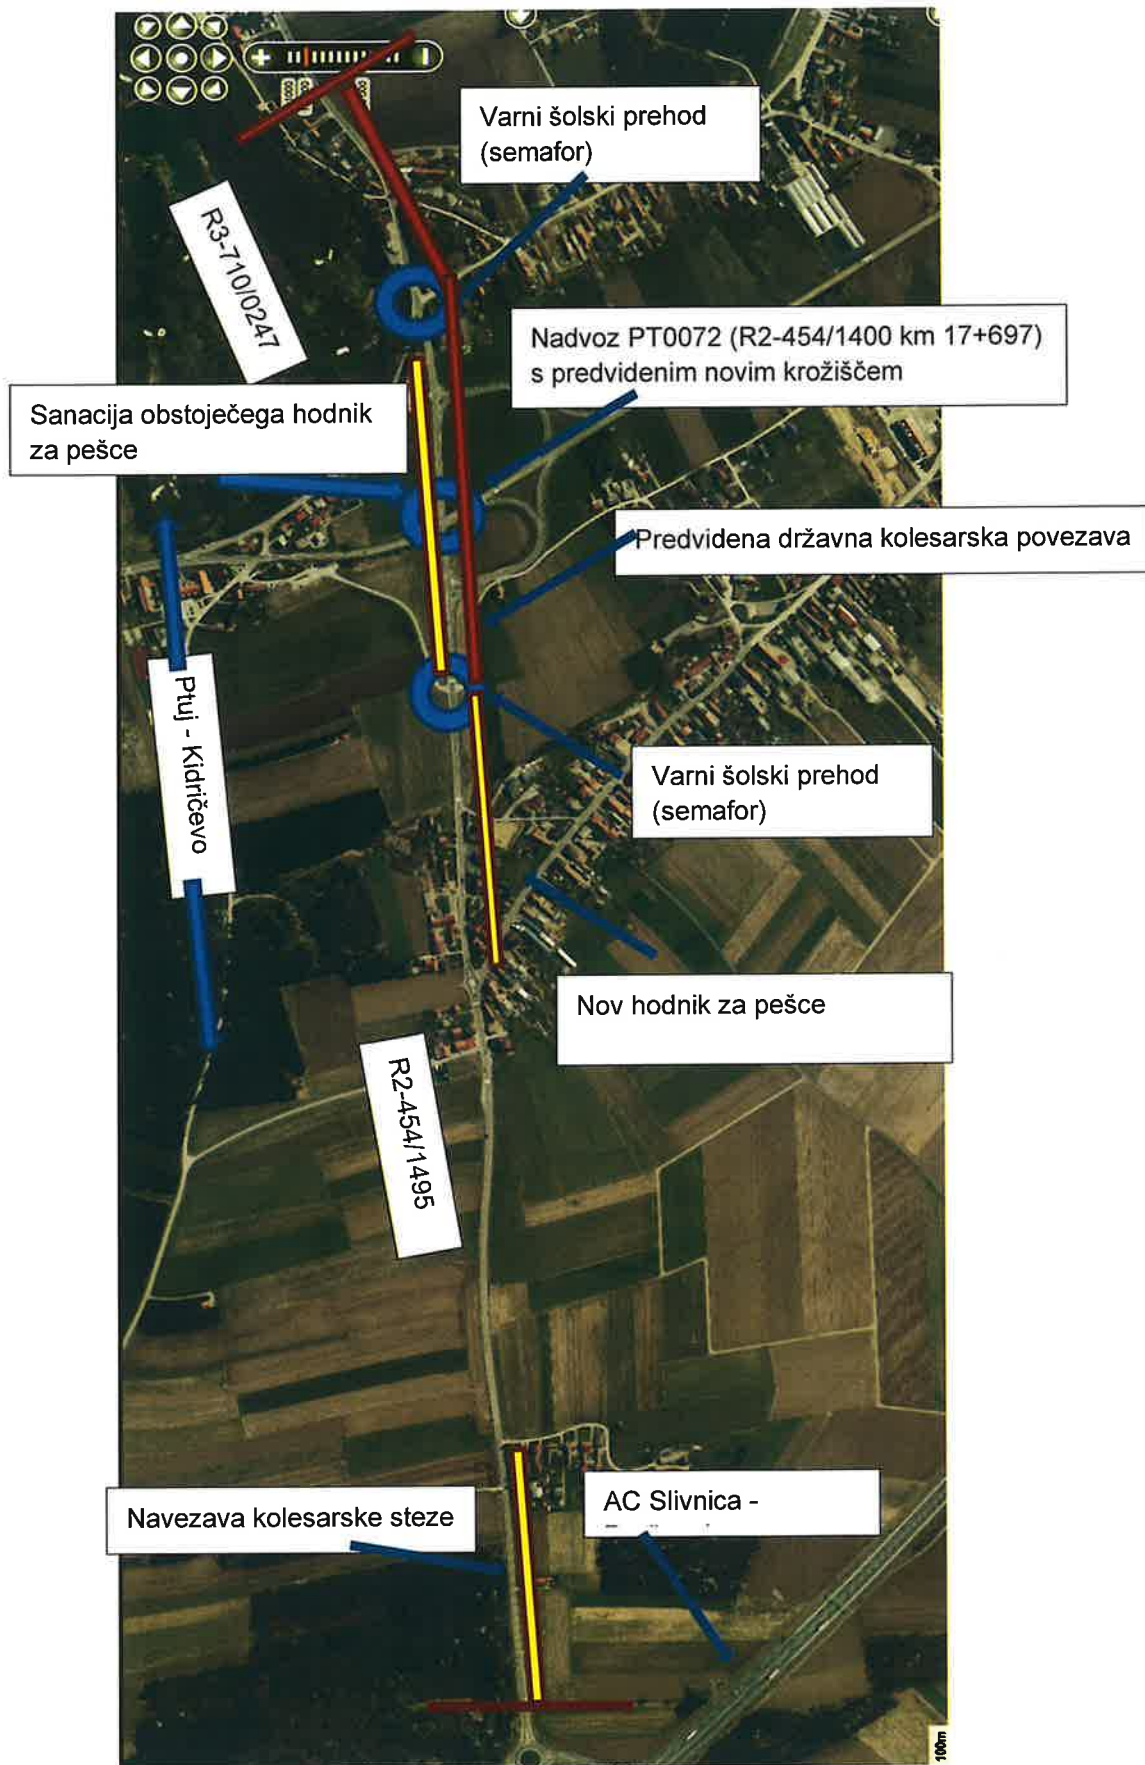 Varni šolski prehod
(semafor)
R3-710/0247
Nadvoz PT0072 (R2-454/1400 km 17+697)
s predvidenim novim krožiščem
Sanacija obstoječega hodnik
za pešce
Predvidena državna kolesarska povezava
Ptuj - Kidričevo
Varni šolski prehod
(semafor)
Nov hodnik za pešce
R2-454/1495
Navezava kolesarske steze
AC Slivnica -
100m